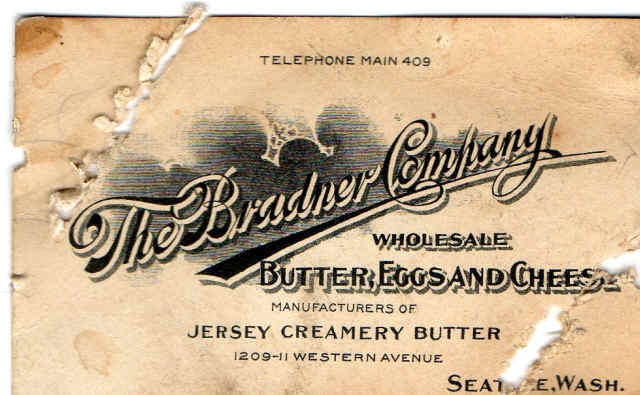 TELEPHONE MAIN 409
The Bradner Company
WHOLESALE
BUTTER, EGGS AND CHEESE
MANUFACTURERS OF
JERSEY CREAMERY BUTTER
1209-11 WESTERN AVENUE
SEATTLE, WASH.